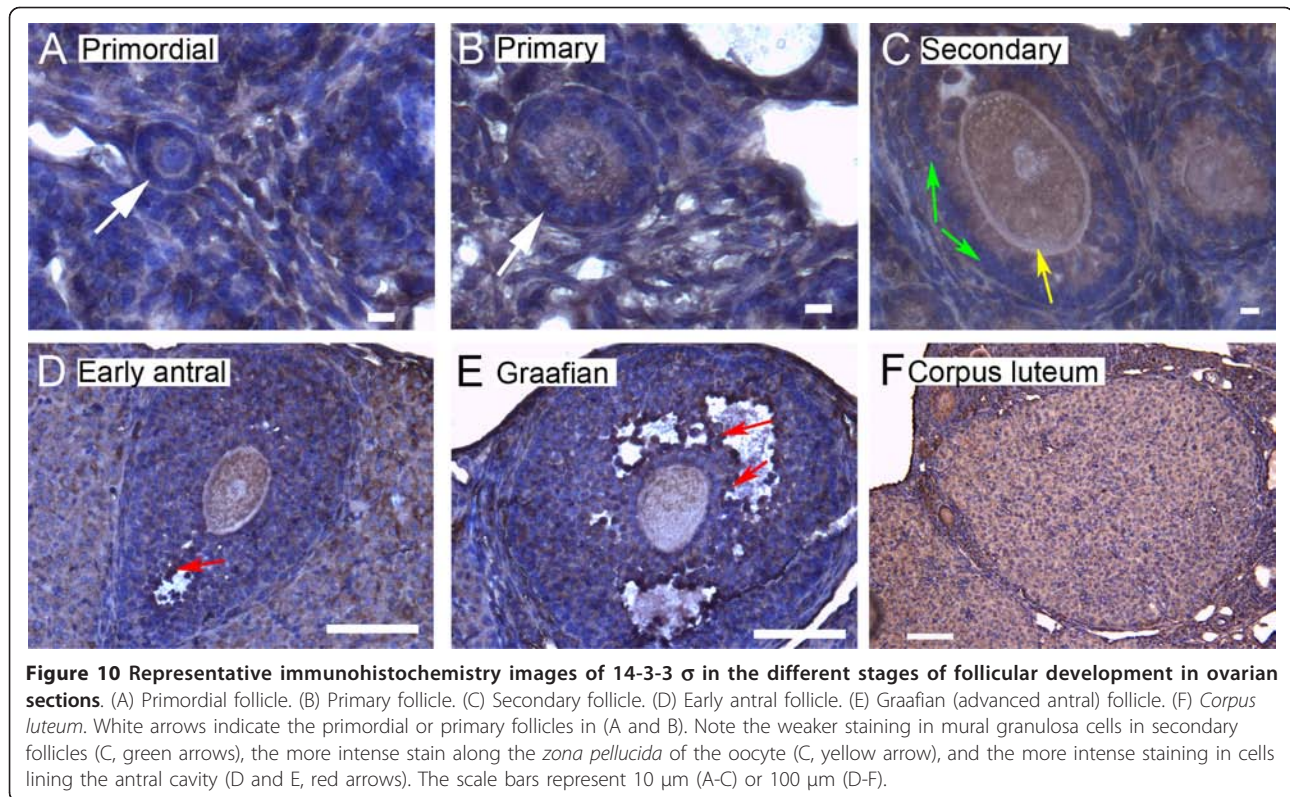 A Primordial
B Primary
C Secondary
D Early antral
E Graafian
F Corpus luteum
Figure 10 Representative immunohistochemistry images of 14-3-3 σ in the different stages of follicular development in ovarian
sections. (A) Primordial follicle. (B) Primary follicle. (C) Secondary follicle. (D) Early antral follicle. (E) Graafian (advanced antral) follicle. (F) Corpus
luteum. White arrows indicate the primordial or primary follicles in (A and B). Note the weaker staining in mural granulosa cells in secondary
follicles (C, green arrows), the more intense stain along the zona pellucida of the oocyte (C, yellow arrow), and the more intense staining in cells
lining the antral cavity (D and E, red arrows). The scale bars represent 10 μm (A-C) or 100 μm (D-F).